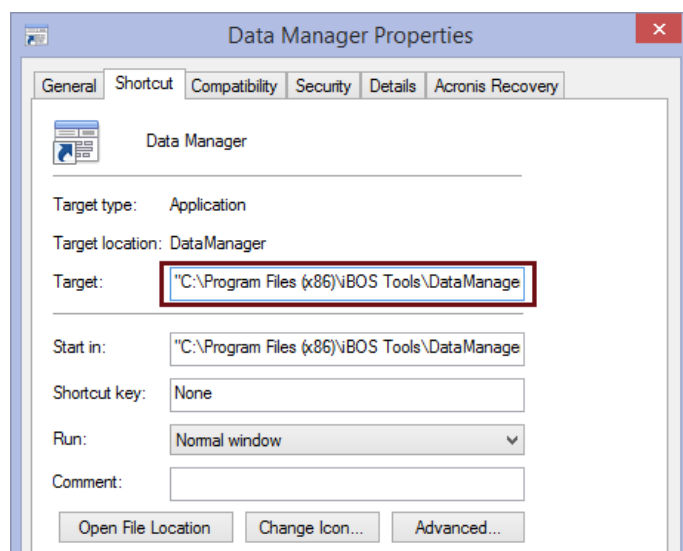 Data Manager Properties
General Shortcut Compatibility Security Details Acronis Recovery
Data Manager
Target type: Application
Target location: DataManager
Target: "C:\Program Files (x86)\iBOS Tools\DataManage
Start in: "C:\Program Files (x86)\iBOS Tools\DataManage
Shortcut key: None
Run: Normal window
Comment:
Open File Location Change Icon... Advanced...